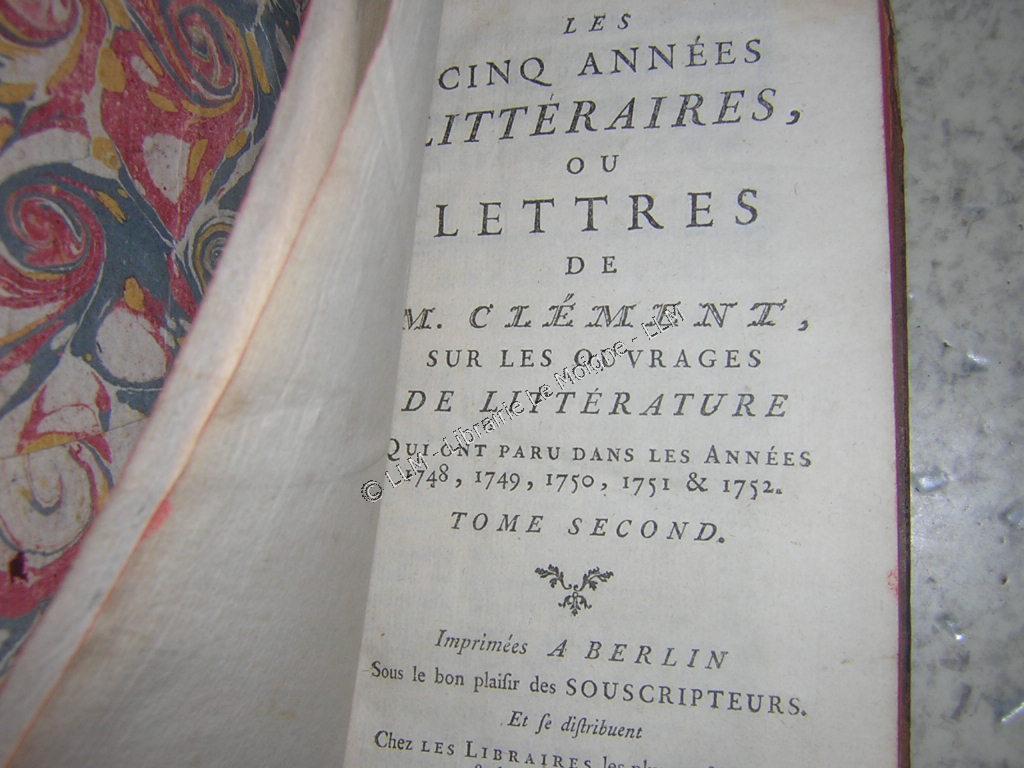 LES
CINQ ANNÉES
LITTÉRAIRES,
OU
LETTRES
DE
M. CLÉMENT,
SUR LES OUVRAGES
DE LITTÉRATURE
QUI ONT PARU DANS LES ANNÉES
1748, 1749, 1750, 1751 & 1752.
TOME SECOND.
Imprimées A BERLIN
Sous le bon plaiſir des SOUSCRIPTEURS.
Et ſe diſtribuent
Chez LES LIBRAIRES les
© LLM - Librairie Le Moigne - LLM